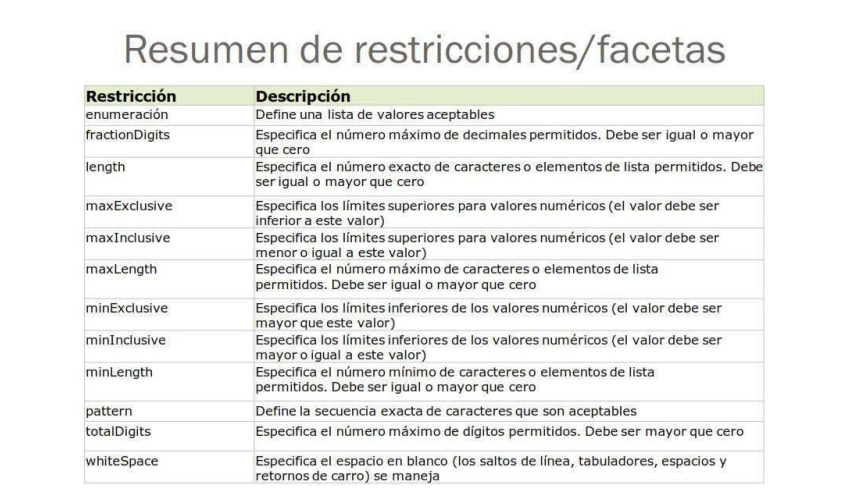 Resumen de restricciones/facetas
Restricción Descripción
enumeración Define una lista de valores aceptables
fractionDigits Especifica el número máximo de decimales permitidos. Debe ser igual o mayor
que cero
length Especifica el número exacto de caracteres o elementos de lista permitidos. Debe
ser igual o mayor que cero
maxExclusive Especifica los límites superiores para valores numéricos (el valor debe ser
inferior a este valor)
maxInclusive Especifica los límites superiores para valores numéricos (el valor debe ser
menor o igual a este valor)
maxLength Especifica el número máximo de caracteres o elementos de lista
permitidos. Debe ser igual o mayor que cero
minExclusive Especifica los límites inferiores de los valores numéricos (el valor debe ser
mayor que este valor)
minInclusive Especifica los límites inferiores de los valores numéricos (el valor debe ser
mayor o igual a este valor)
minLength Especifica el número mínimo de caracteres o elementos de lista
permitidos. Debe ser igual o mayor que cero
pattern Define la secuencia exacta de caracteres que son aceptables
totalDigits Especifica el número máximo de dígitos permitidos. Debe ser mayor que cero
whiteSpace Especifica el espacio en blanco (los saltos de línea, tabuladores, espacios y
retornos de carro) se maneja